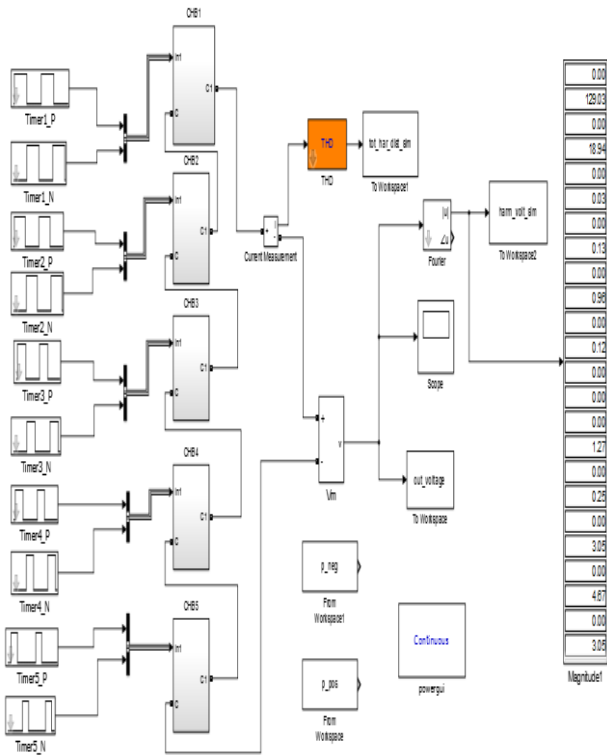 CHB1
In1
C1
C
Timer1_P
Timer1_N
CHB2
In1
C1
C
Timer2_P
Timer2_N
CHB3
In1
C1
C
Timer3_P
Timer3_N
CHB4
In1
C1
C
Timer4_P
Timer4_N
CHB5
In1
C1
C
Timer5_P
Timer5_N
+ i
-
Current Measurement
THD
THD
tot_har_dist_sim
To Workspace1
|u|
∠u
Fourier
harm_volt_sim
To Workspace2
Scope
+
v
-
Vm
out_voltage
To Workspace
p_neg
From
Workspace1
p_pos
From
Workspace
Continuous
powergui
0.00
129.03
0.00
18.94
0.00
0.03
0.00
0.13
0.00
0.96
0.00
0.12
0.00
0.00
0.00
1.27
0.00
0.25
0.00
3.05
0.00
4.67
0.00
3.05
Magnitude1